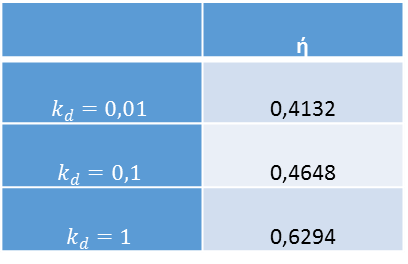 ή
k_d = 0,01 0,4132
k_d = 0,1 0,4648
k_d = 1 0,6294